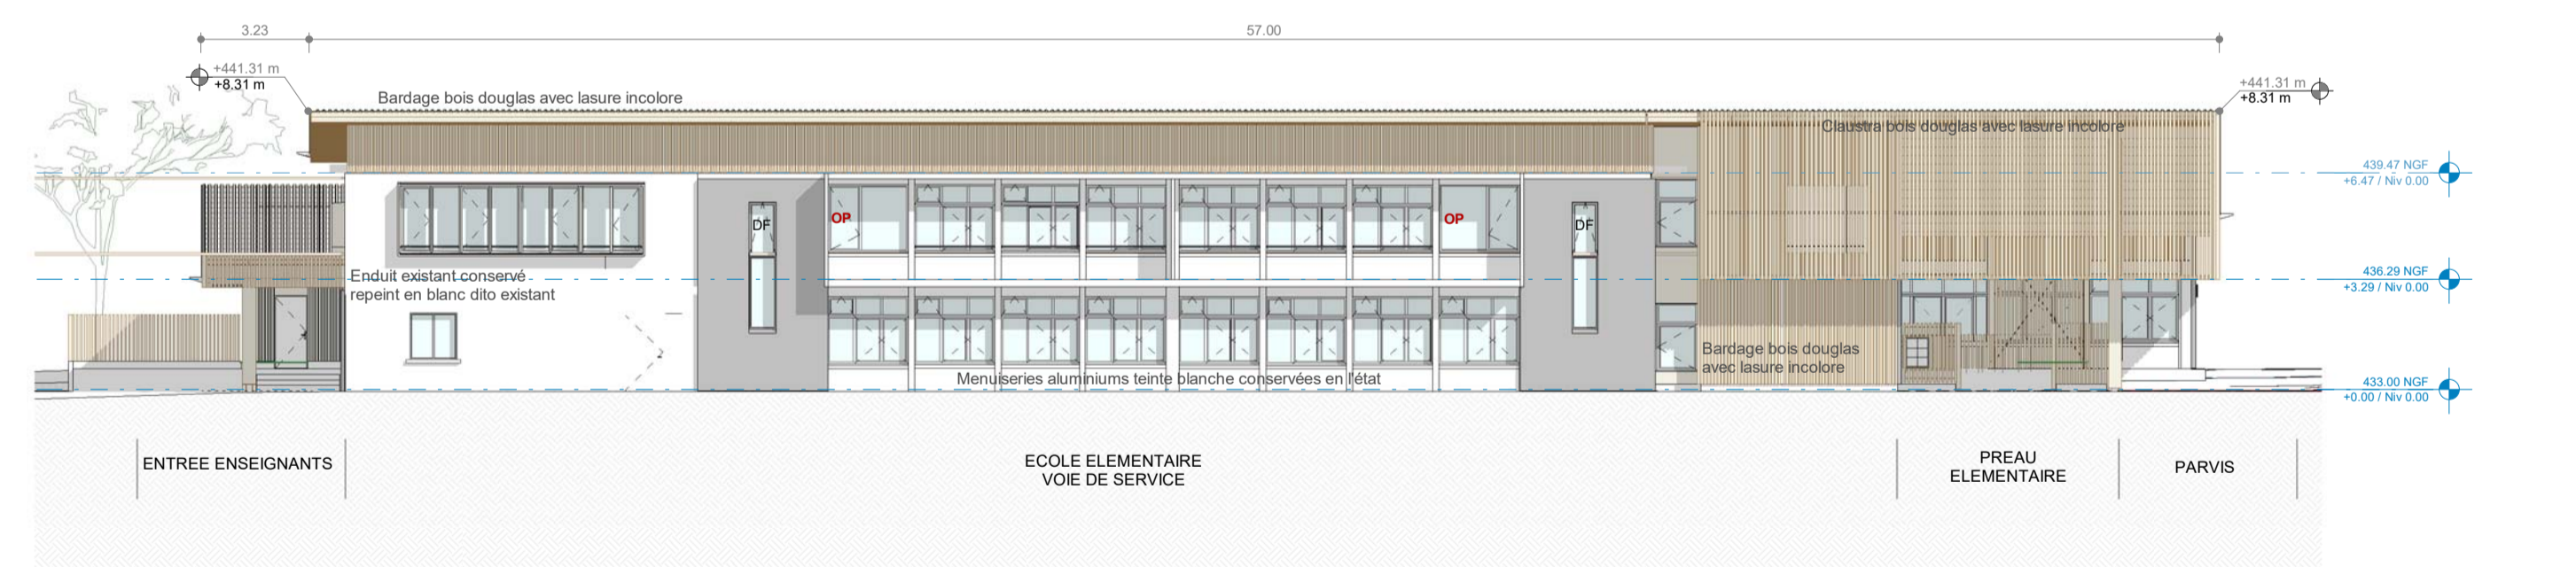 3.23
57.00
+441.31 m
+8.31 m
+441.31 m
+8.31 m
Bardage bois douglas avec lasure incolore
Claustra bois douglas avec lasure incolore
439.47 NGF
+6.47 / Niv 0.00
OP
DF
OP
DF
Enduit existant conservé
repeint en blanc dito existant
436.29 NGF
+3.29 / Niv 0.00
Bardage bois douglas
avec lasure incolore
Menuiseries aluminiums teinte blanche conservées en l'état
433.00 NGF
+0.00 / Niv 0.00
ENTREE ENSEIGNANTS
ECOLE ELEMENTAIRE
VOIE DE SERVICE
PREAU
ELEMENTAIRE
PARVIS